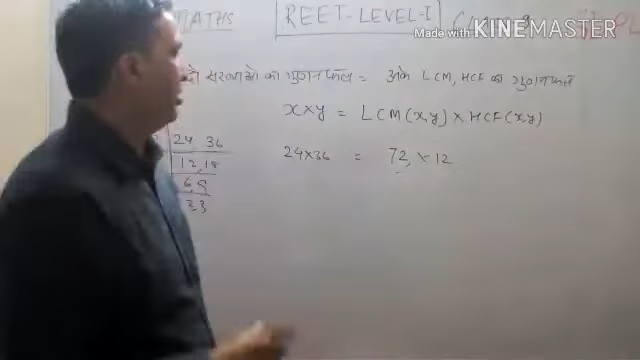 MATHS REET-LEVEL-I
Made with KINEMASTER
दो संख्याओ का गुणनफल = उनके LCM, HCF का गुणनफल
x×y = LCM(x,y) × HCF(x,y)
24, 36
12, 18
6, 9
2, 3
24×36 = 72 × 12